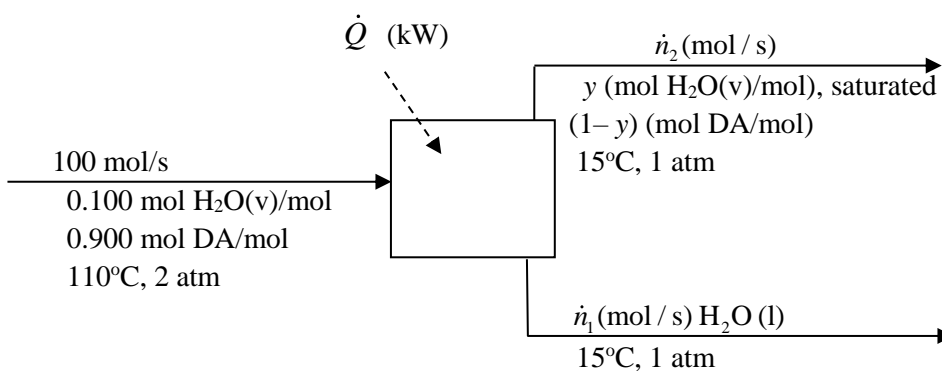 Q̇ (kW)
ṅ₂ (mol / s)
y (mol H₂O(v)/mol), saturated
(1– y) (mol DA/mol)
15°C, 1 atm
100 mol/s
0.100 mol H₂O(v)/mol
0.900 mol DA/mol
110°C, 2 atm
ṅ₁ (mol / s) H₂O (l)
15°C, 1 atm